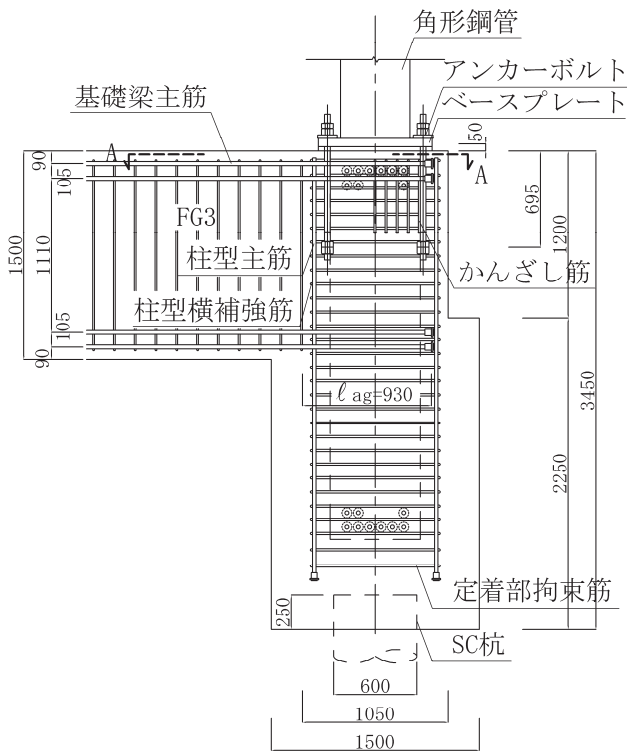 角形鋼管
アンカーボルト
ベースプレート
基礎梁主筋
50
A
A
90
105
FG3
695
1200
1500
1110
柱型主筋
かんざし筋
柱型横補強筋
105
90
ℓag=930
3450
2250
定着部拘束筋
250
SC杭
600
1050
1500